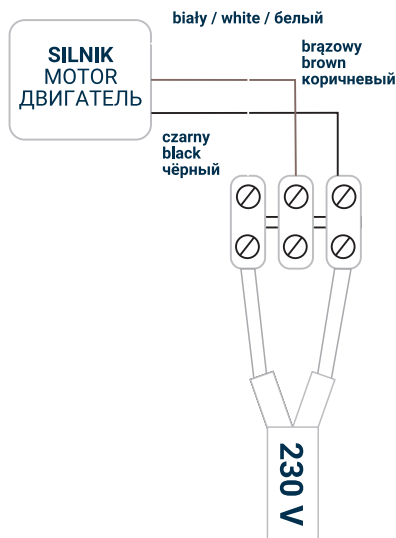 biały / white / белый
SILNIK
MOTOR
ДВИГАТЕЛЬ
brązowy
brown
коричневый
czarny
black
чёрный
230 V